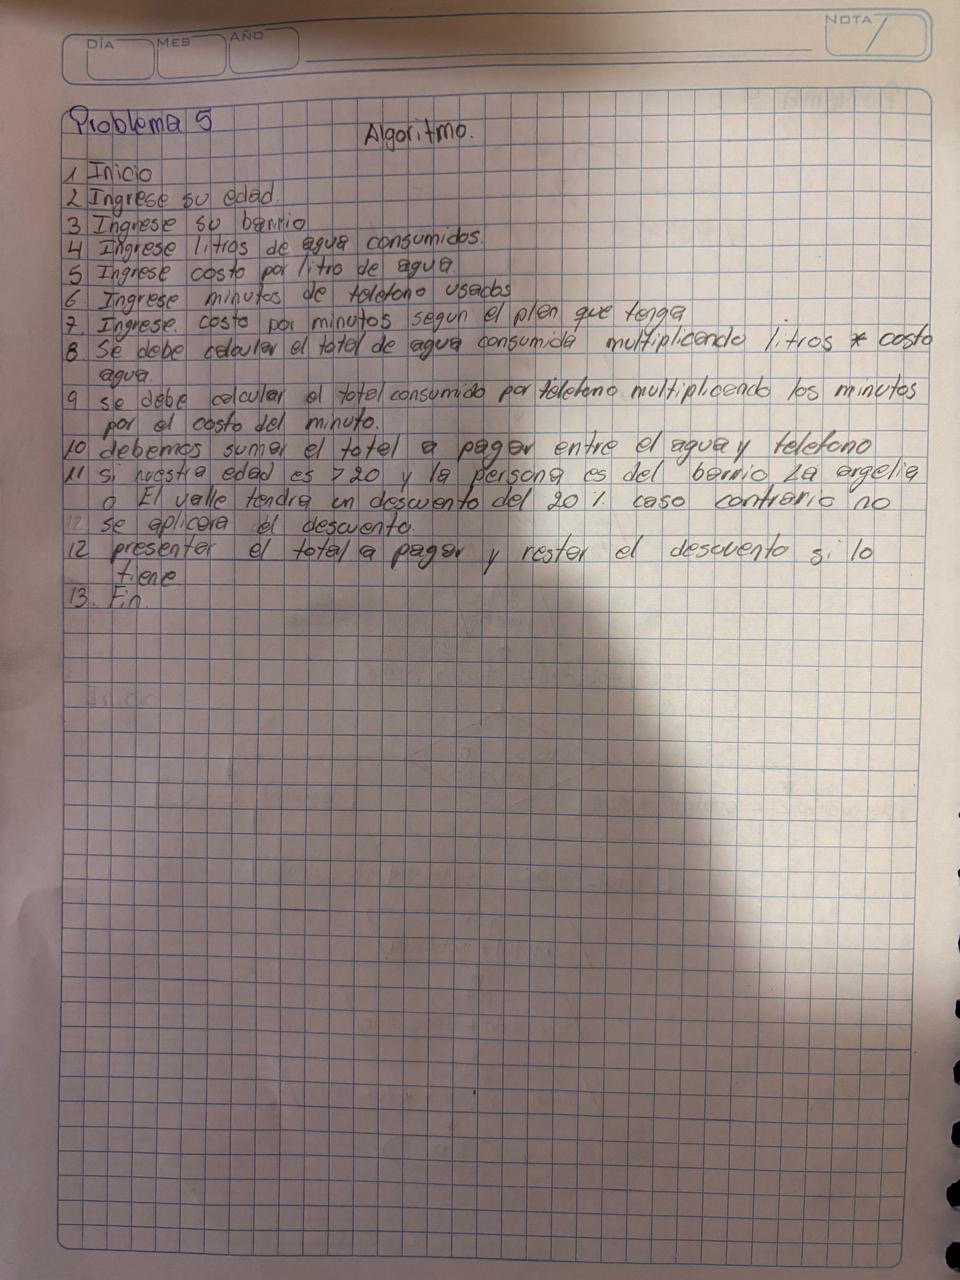 DÍA MES AÑO NOTA
Problema 5
Algoritmo.
1 Inicio
2 Ingrese su edad.
3 Ingrese su barrio
4 Ingrese litros de agua consumidos.
5 Ingrese costo por litro de agua.
6 Ingrese minutos de telefono usados
7. Ingrese costo por minutos segun el plan que tenga
8 Se debe calcular el total de agua consumida multiplicando litros * costo
agua.
9 se debe calcular el total consumido por telefono multiplicando los minutos
por el costo del minuto.
10 debemos sumar el total a pagar entre el agua y telefono
11 si nuestra edad es > 20 y la persona es del barrio La argelia
o El valle tendra un descuento del 20 % caso contrario no
12 se aplicara el descuento.
12 presenter el total a pagar y restar el descuento si lo
tiene
13. Fin.